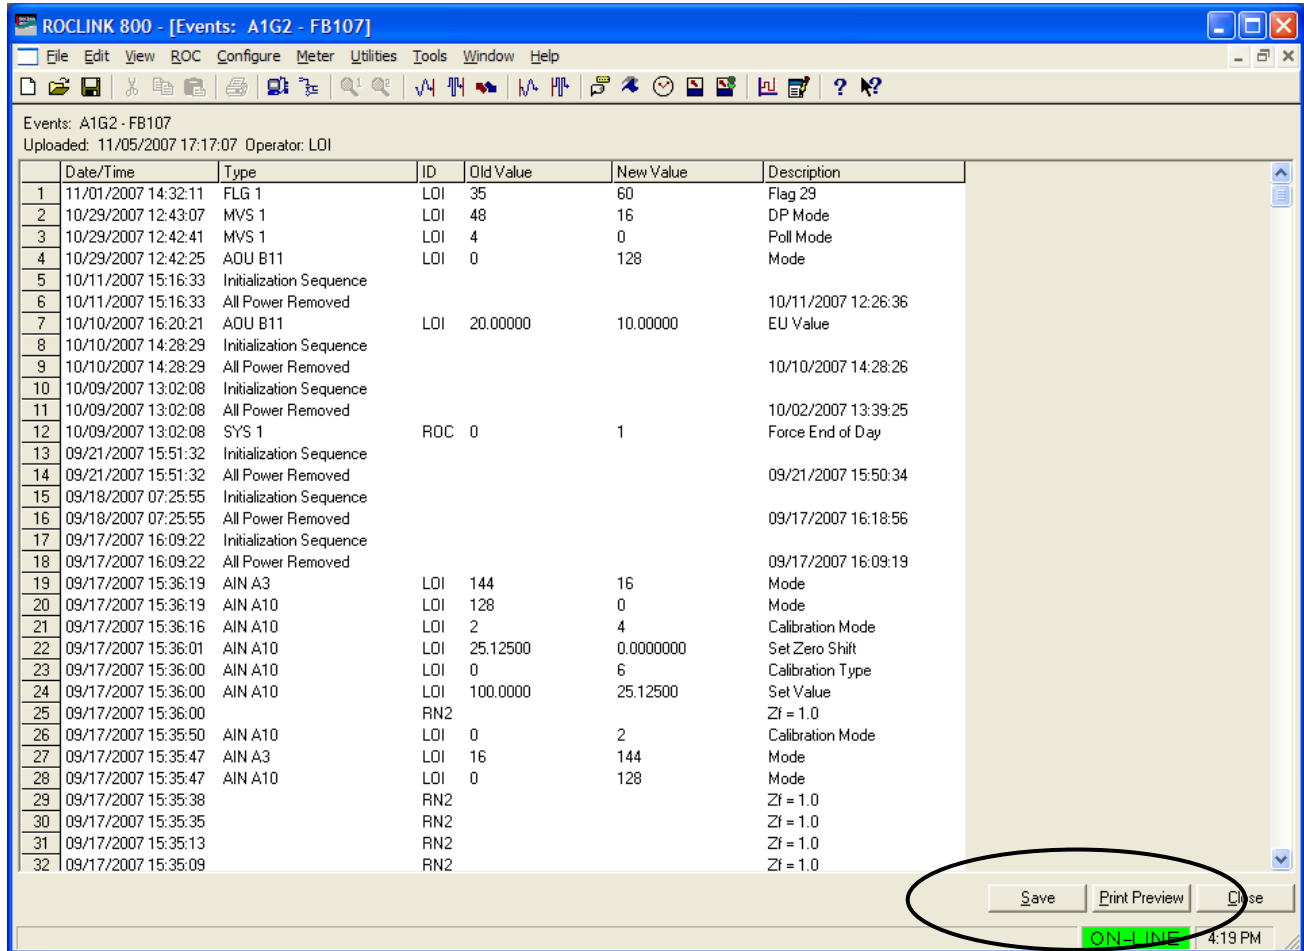 ROCLINK 800 - [Events: A1G2 - FB107]
File Edit View ROC Configure Meter Utilities Tools Window Help
Events: A1G2 - FB107
Uploaded: 11/05/2007 17:17:07 Operator: LOI
Date/Time Type ID Old Value New Value Description
1 11/01/2007 14:32:11 FLG 1 LOI 35 60 Flag 29
2 10/29/2007 12:43:07 MVS 1 LOI 48 16 DP Mode
3 10/29/2007 12:42:41 MVS 1 LOI 4 0 Poll Mode
4 10/29/2007 12:42:25 AOU B11 LOI 0 128 Mode
5 10/11/2007 15:16:33 Initialization Sequence
6 10/11/2007 15:16:33 All Power Removed 10/11/2007 12:26:36
7 10/10/2007 16:20:21 AOU B11 LOI 20.00000 10.00000 EU Value
8 10/10/2007 14:28:29 Initialization Sequence
9 10/10/2007 14:28:29 All Power Removed 10/10/2007 14:28:26
10 10/09/2007 13:02:08 Initialization Sequence
11 10/09/2007 13:02:08 All Power Removed 10/02/2007 13:39:25
12 10/09/2007 13:02:08 SYS 1 ROC 0 1 Force End of Day
13 09/21/2007 15:51:32 Initialization Sequence
14 09/21/2007 15:51:32 All Power Removed 09/21/2007 15:50:34
15 09/18/2007 07:25:55 Initialization Sequence
16 09/18/2007 07:25:55 All Power Removed 09/17/2007 16:18:56
17 09/17/2007 16:09:22 Initialization Sequence
18 09/17/2007 16:09:22 All Power Removed 09/17/2007 16:09:19
19 09/17/2007 15:36:19 AIN A3 LOI 144 16 Mode
20 09/17/2007 15:36:19 AIN A10 LOI 128 0 Mode
21 09/17/2007 15:36:16 AIN A10 LOI 2 4 Calibration Mode
22 09/17/2007 15:36:01 AIN A10 LOI 25.12500 0.0000000 Set Zero Shift
23 09/17/2007 15:36:00 AIN A10 LOI 0 6 Calibration Type
24 09/17/2007 15:36:00 AIN A10 LOI 100.0000 25.12500 Set Value
25 09/17/2007 15:36:00 RN2 Zf = 1.0
26 09/17/2007 15:35:50 AIN A10 LOI 0 2 Calibration Mode
27 09/17/2007 15:35:47 AIN A3 LOI 16 144 Mode
28 09/17/2007 15:35:47 AIN A10 LOI 0 128 Mode
29 09/17/2007 15:35:38 RN2 Zf = 1.0
30 09/17/2007 15:35:35 RN2 Zf = 1.0
31 09/17/2007 15:35:13 RN2 Zf = 1.0
32 09/17/2007 15:35:09 RN2 Zf = 1.0
Save Print Preview Close
ON-LINE 4:19 PM